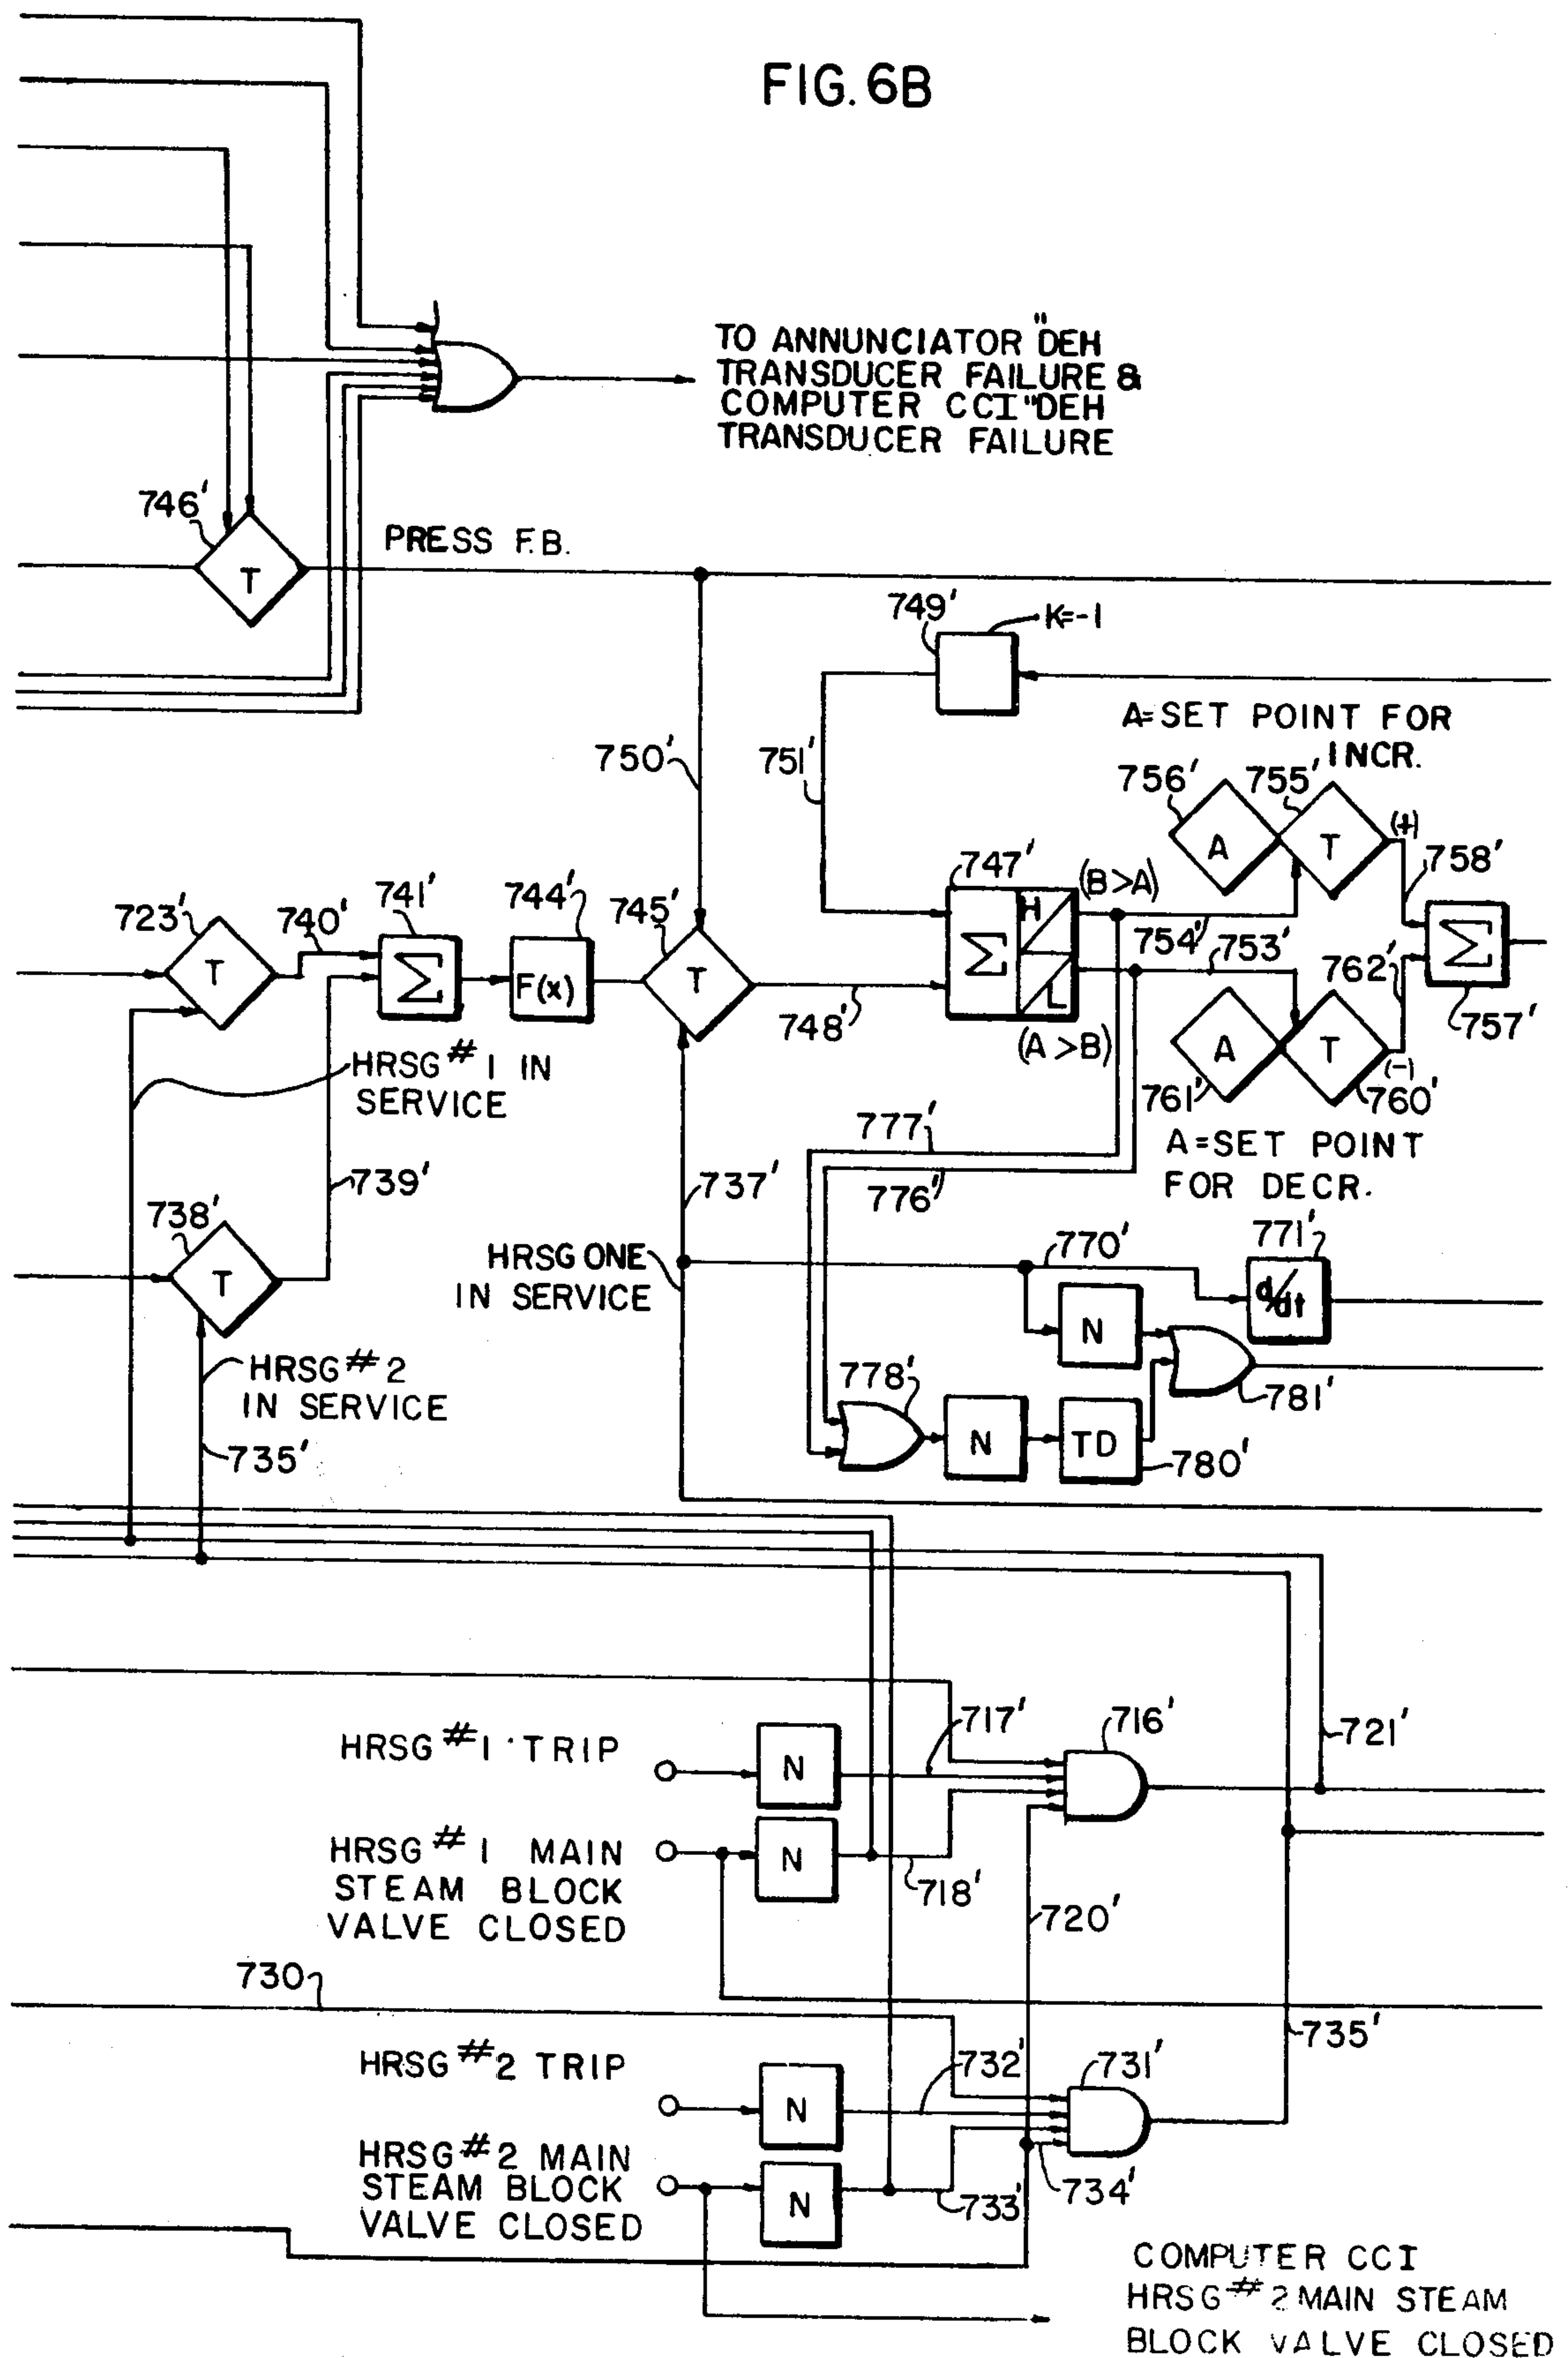 FIG. 6B
TO ANNUNCIATOR "DEH
TRANSDUCER FAILURE &
COMPUTER CCI "DEH
TRANSDUCER FAILURE
746'
T
PRESS F.B.
749'
K=-1
A=SET POINT FOR
INCR.
750'
751'
756'
755'
A
T
(+)
758'
747'
(B>A)
H
Σ
L
(A>B)
754'
753'
Σ
757'
762'
723'
740'
741'
744'
745'
T
Σ
F(x)
T
748'
A
T
(-)
761'
760'
A=SET POINT
FOR DECR.
HRSG #1 IN
SERVICE
777'
776'
739'
737'
738'
T
HRSG ONE
IN SERVICE
770'
771'
d/dt
N
781'
HRSG #2
IN SERVICE
735'
778'
N
TD
780'
717'
716'
721'
HRSG #1 TRIP
N
HRSG #1 MAIN
STEAM BLOCK
VALVE CLOSED
N
718'
720'
730
735'
HRSG #2 TRIP
N
732'
731'
HRSG #2 MAIN
STEAM BLOCK
VALVE CLOSED
N
733'
734'
COMPUTER CCI
HRSG #2 MAIN STEAM
BLOCK VALVE CLOSED